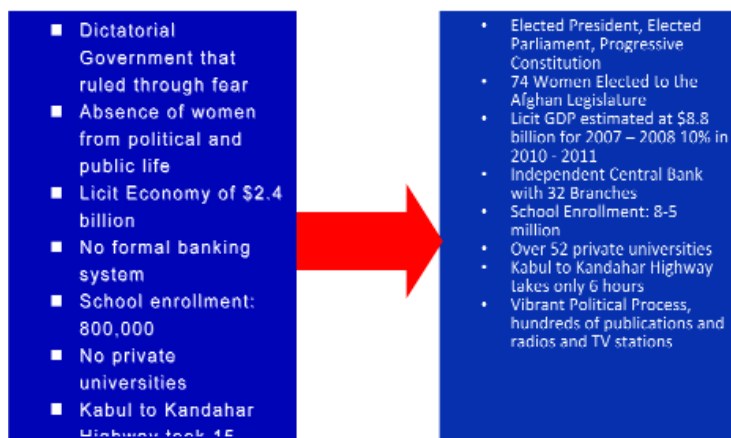 Dictatorial
Government that
ruled through fear
Absence of women
from political and
public life
Licit Economy of $2.4
billion
No formal banking
system
School enrollment:
800,000
No private
universities
Kabul to Kandahar
Highway took 15
Elected President, Elected
Parliament, Progressive
Constitution
74 Women Elected to the
Afghan Legislature
Licit GDP estimated at $8.8
billion for 2007 – 2008 10% in
2010 - 2011
Independent Central Bank
with 32 Branches
School Enrollment: 8-5
million
Over 52 private universities
Kabul to Kandahar Highway
takes only 6 hours
Vibrant Political Process,
hundreds of publications and
radios and TV stations